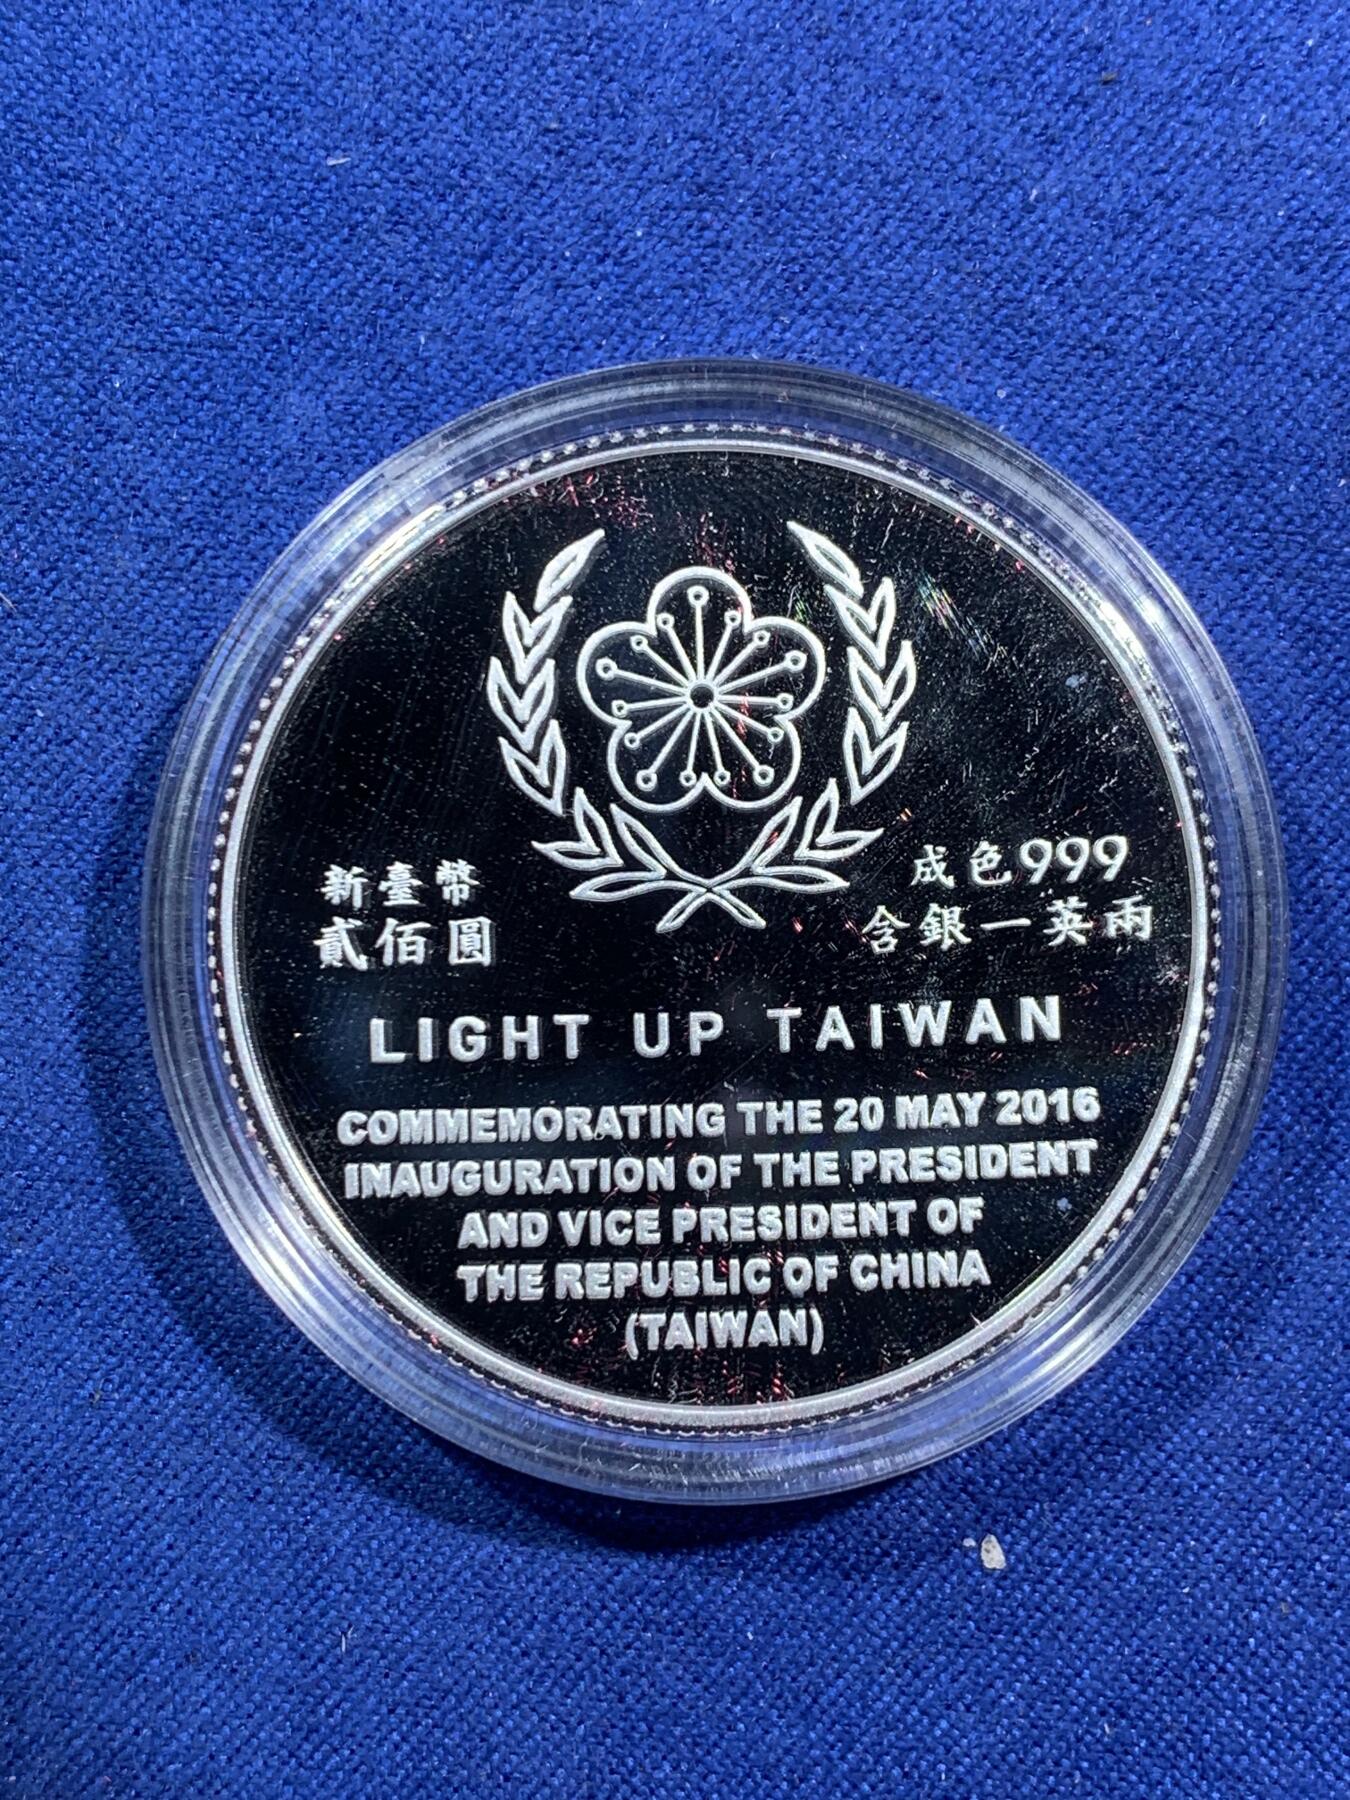 新臺幣
貳佰圓
成色999
含銀一英兩
LIGHT UP TAIWAN
COMMEMORATING THE 20 MAY 2016
INAUGURATION OF THE PRESIDENT
AND VICE PRESIDENT OF
THE REPUBLIC OF CHINA
(TAIWAN)